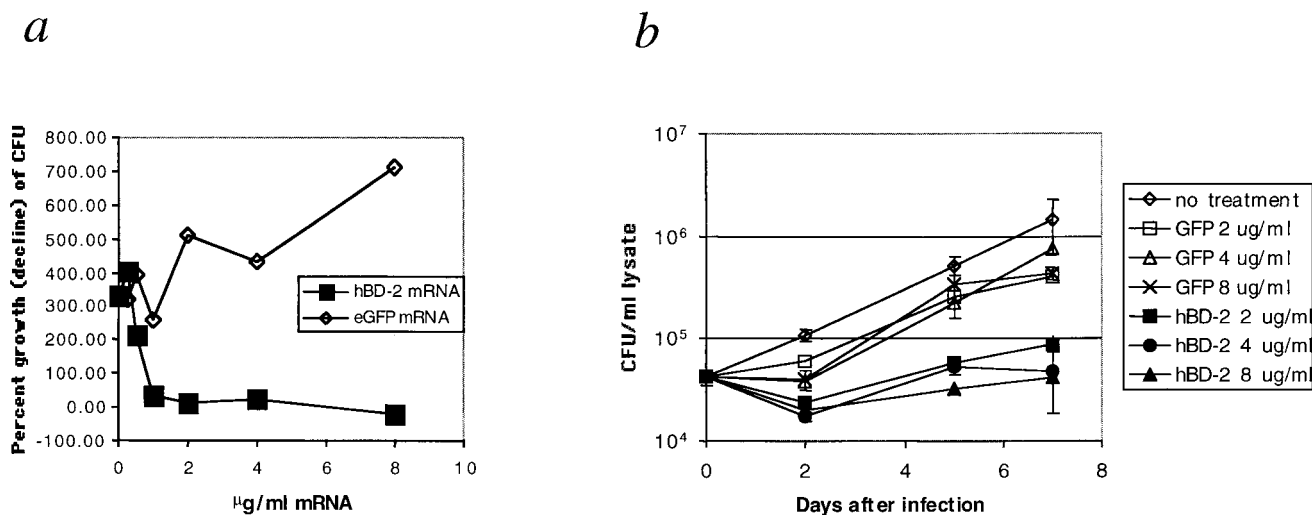 a
b
Percent growth (decline) of CFU
800.00
700.00
600.00
500.00
400.00
300.00
200.00
100.00
0.00
-100.00
0
2
4
6
8
10
µg/ml mRNA
hBD-2 mRNA
eGFP mRNA
CFU/ml lysate
10⁷
10⁶
10⁵
10⁴
0
2
4
6
8
Days after infection
no treatment
GFP 2 ug/ml
GFP 4 ug/ml
GFP 8 ug/ml
hBD-2 2 ug/ml
hBD-2 4 ug/ml
hBD-2 8 ug/ml